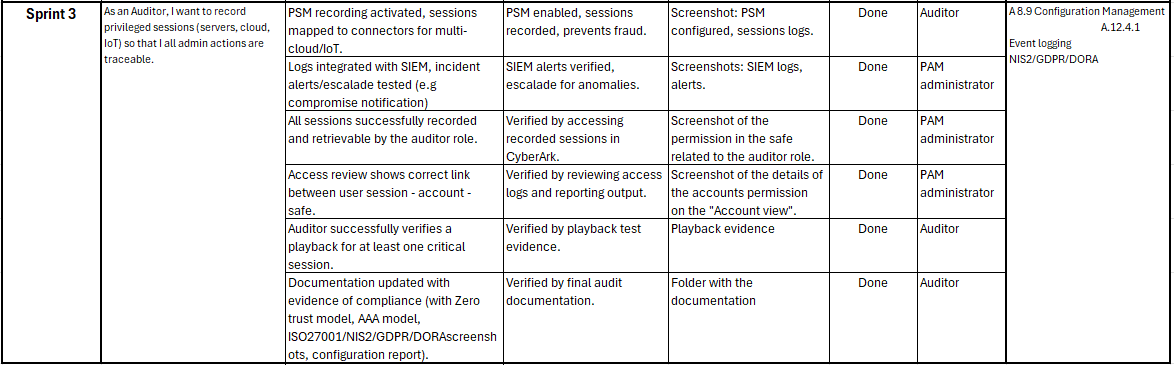 Sprint 3
As an Auditor, I want to record
privileged sessions (servers, cloud,
IoT) so that I all admin actions are
traceable.
PSM recording activated, sessions
mapped to connectors for multi-
cloud/IoT.
PSM enabled, sessions
recorded, prevents fraud.
Screenshot: PSM
configured, sessions logs.
Done
Auditor
A 8.9 Configuration Management
A.12.4.1
Event logging
NIS2/GDPR/DORA
Logs integrated with SIEM, incident
alerts/escalade tested (e.g
compromise notification)
SIEM alerts verified,
escalade for anomalies.
Screenshots: SIEM logs,
alerts.
Done
PAM
administrator
All sessions successfully recorded
and retrievable by the auditor role.
Verified by accessing
recorded sessions in
CyberArk.
Screenshot of the
permission in the safe
related to the auditor role.
Done
PAM
administrator
Access review shows correct link
between user session - account -
safe.
Verified by reviewing access
logs and reporting output.
Screenshot of the details of
the accounts permission
on the "Account view".
Done
PAM
administrator
Auditor successfully verifies a
playback for at least one critical
session.
Verified by playback test
evidence.
Playback evidence
Done
Auditor
Documentation updated with
evidence of compliance (with Zero
trust model, AAA model,
ISO27001/NIS2/GDPR/DORAscreensh
ots, configuration report).
Verified by final audit
documentation.
Folder with the
documentation
Done
Auditor